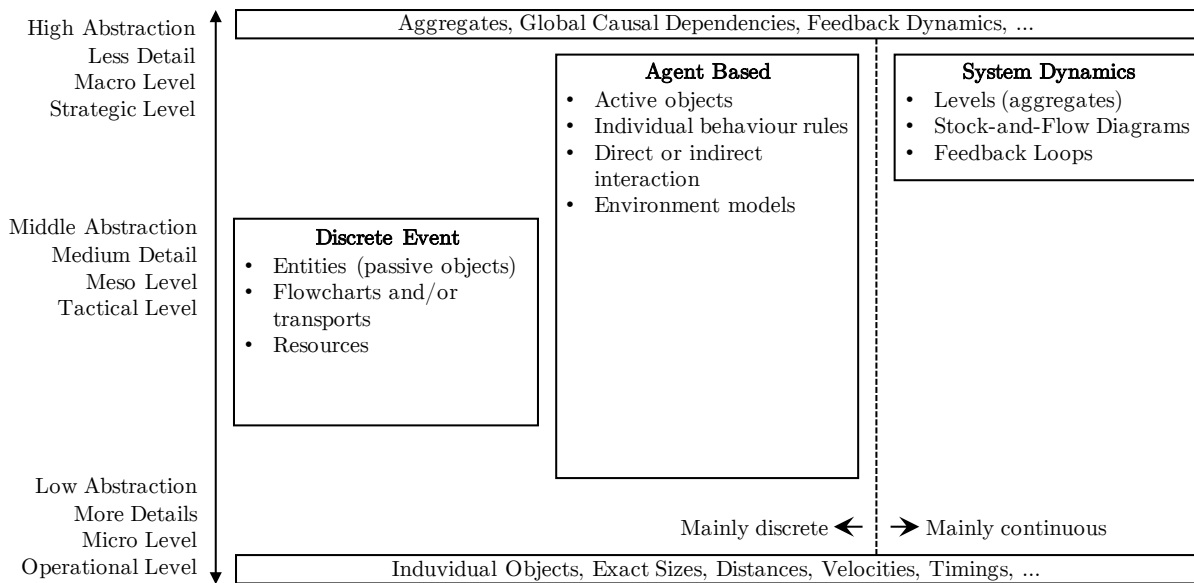 High Abstraction
Less Detail
Macro Level
Strategic Level
Aggregates, Global Causal Dependencies, Feedback Dynamics, ...
Agent Based
• Active objects
• Individual behaviour rules
• Direct or indirect
interaction
• Environment models
System Dynamics
• Levels (aggregates)
• Stock-and-Flow Diagrams
• Feedback Loops
Middle Abstraction
Medium Detail
Meso Level
Tactical Level
Discrete Event
• Entities (passive objects)
• Flowcharts and/or
transports
• Resources
Low Abstraction
More Details
Micro Level
Operational Level
Mainly discrete
Mainly continuous
Induvidual Objects, Exact Sizes, Distances, Velocities, Timings, ...